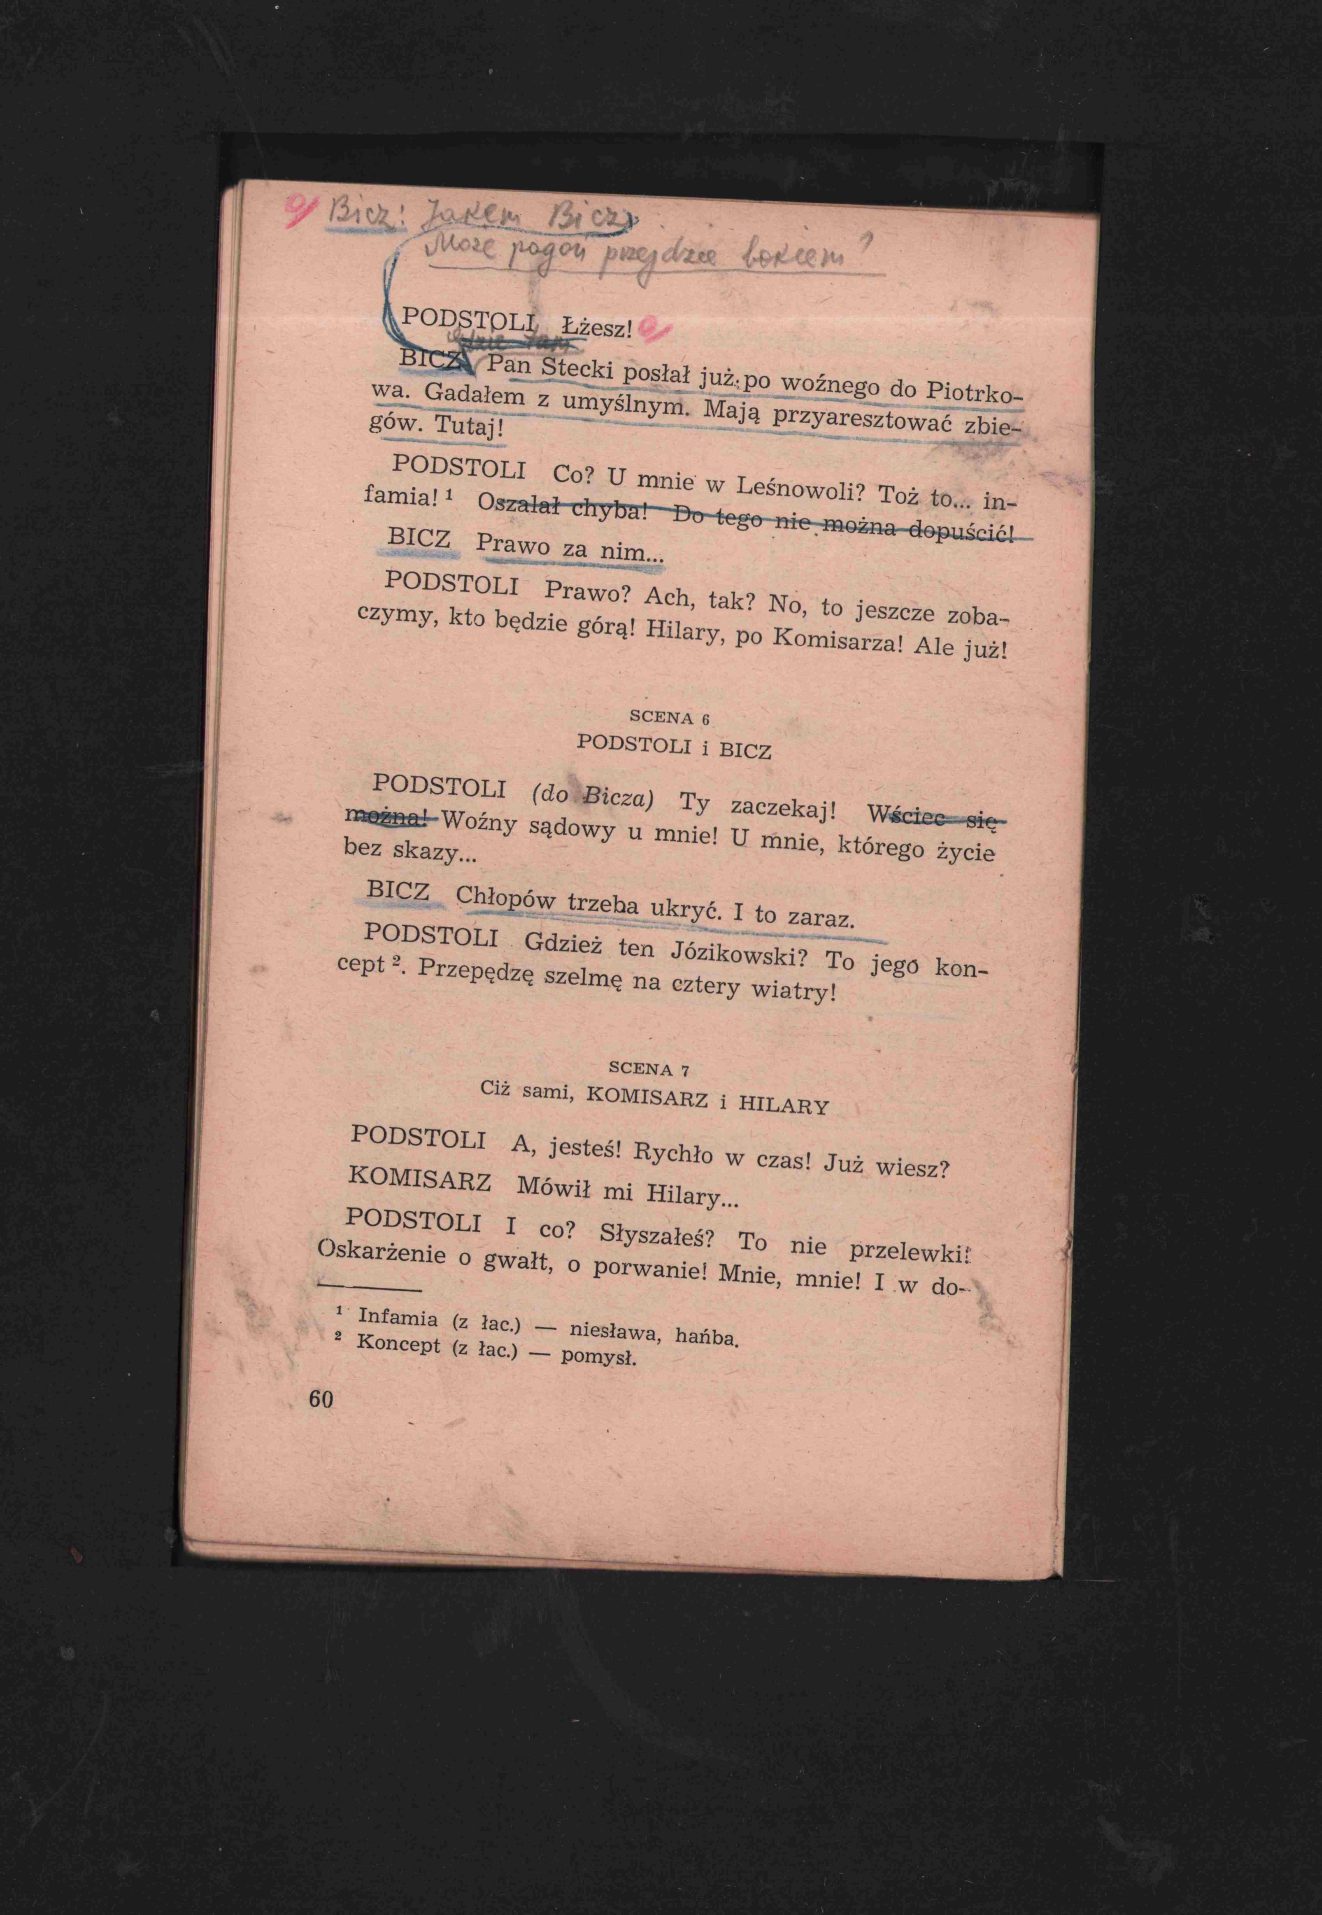 Bicz: Jakem Bicz,
Może pogoń przejdzie bokiem?
PODSTOLI Łżesz!
BICZ Pan Stecki posłał już po woźnego do Piotrko-
wa. Gadałem z umyślnym. Mają przyaresztować zbie-
gów. Tutaj!
PODSTOLI Co? U mnie w Leśnowoli? Toż to... in-
famia! ¹ Oszalał chyba! Do tego nie można dopuścić!
BICZ Prawo za nim...
PODSTOLI Prawo? Ach, tak? No, to jeszcze zoba-
czymy, kto będzie górą! Hilary, po Komisarza! Ale już!
SCENA 6
PODSTOLI i BICZ
PODSTOLI (do Bicza) Ty zaczekaj! Wściec się
można! Woźny sądowy u mnie! U mnie, którego życie
bez skazy...
BICZ Chłopów trzeba ukryć. I to zaraz.
PODSTOLI Gdzież ten Józikowski? To jego kon-
cept ². Przepędzę szelmę na cztery wiatry!
SCENA 7
Ciż sami, KOMISARZ i HILARY
PODSTOLI A, jesteś! Rychło w czas! Już wiesz?
KOMISARZ Mówił mi Hilary...
PODSTOLI I co? Słyszałeś? To nie przelewki!
Oskarżenie o gwałt, o porwanie! Mnie, mnie! I w do-
¹ Infamia (z łac.) — niesława, hańba.
² Koncept (z łac.) — pomysł.
60